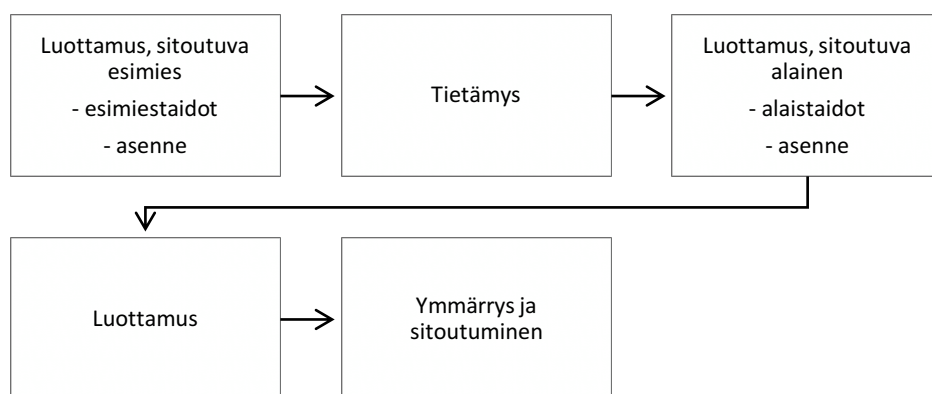 Luottamus, sitoutuva
esimies
- esimiestaidot
- asenne
Tietämys
Luottamus, sitoutuva
alainen
- alaistaidot
- asenne
Luottamus
Ymmärrys ja
sitoutuminen